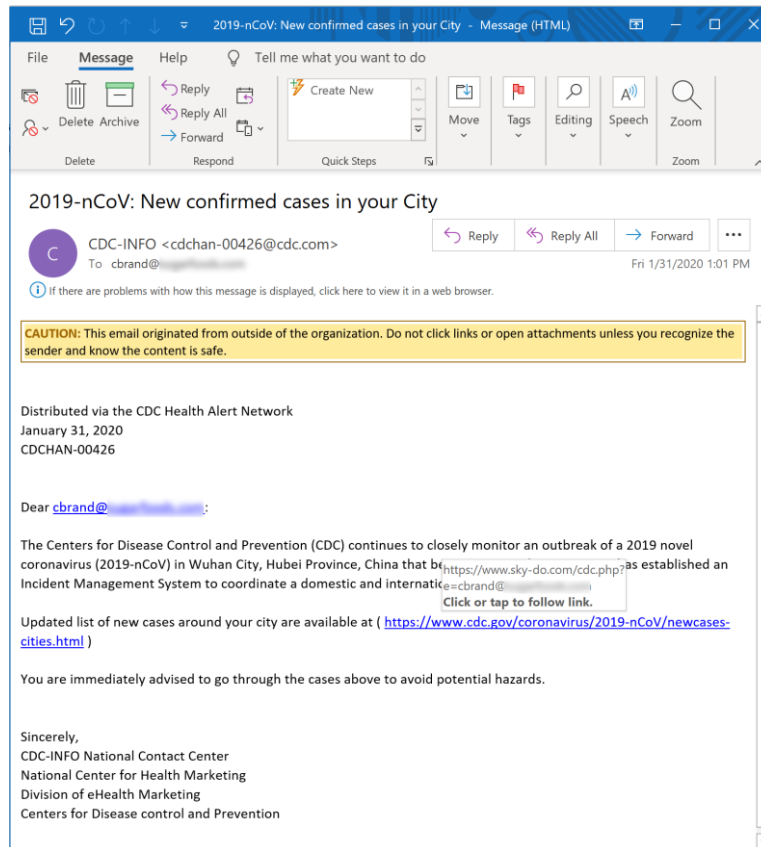 2019-nCoV: New confirmed cases in your City - Message (HTML)
File Message Help Tell me what you want to do
Delete Archive
Reply
Reply All
Forward
Create New
Move Tags Editing Speech Zoom
Delete Respond Quick Steps Zoom
2019-nCoV: New confirmed cases in your City
C
CDC-INFO <cdchan-00426@cdc.com>
To cbrand@
Reply Reply All Forward
Fri 1/31/2020 1:01 PM
If there are problems with how this message is displayed, click here to view it in a web browser.
CAUTION: This email originated from outside of the organization. Do not click links or open attachments unless you recognize the
sender and know the content is safe.
Distributed via the CDC Health Alert Network
January 31, 2020
CDCHAN-00426
Dear cbrand@ :
The Centers for Disease Control and Prevention (CDC) continues to closely monitor an outbreak of a 2019 novel
coronavirus (2019-nCoV) in Wuhan City, Hubei Province, China that be as established an
Incident Management System to coordinate a domestic and internatio
https://www.sky-do.com/cdc.php?
e=cbrand@
Click or tap to follow link.
Updated list of new cases around your city are available at ( https://www.cdc.gov/coronavirus/2019-nCoV/newcases-
cities.html )
You are immediately advised to go through the cases above to avoid potential hazards.
Sincerely,
CDC-INFO National Contact Center
National Center for Health Marketing
Division of eHealth Marketing
Centers for Disease control and Prevention